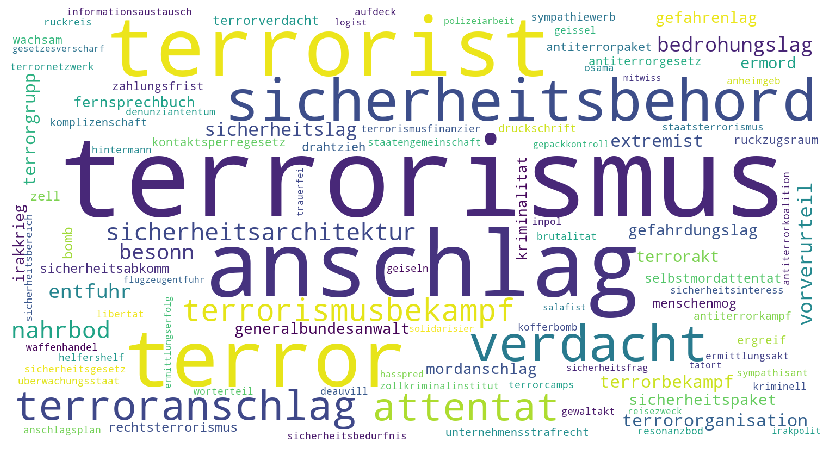 informationsaustausch
aufdeck
ruckreis
terrorverdacht
logist
terrorist
polizeiarbeit
sympathiewerb
gefahrenlag
geissel
wachsam
gesetzesverscharf
antiterrorpaket
bedrohungslag
terrornetzwerk
antiterrorgesetz
ermord
osama
mitwiss
anheimgeb
zahlungsfrist
sicherheitsbehord
terrorgrupp
fernsprechbuch
denunziantentum
komplizenschaft
sicherheitslag
terrorismusfinanzier
druckschrift
staatsterrorismus
kontaktsperregesetz
staatengemeinschaft
gepackkontroll
extremist
ruckzugsraum
hintermann
drahtzieh
terrorismus
kriminalitat
zell
trauerfei
antiterrorkoalition
vorverurteil
irakkrieg
sicherheitsbereich
bomb
sicherheitsarchitektur
anschlag
inpol
brutalitat
gefahrdungslag
besonn
terrorakt
sicherheitsabkomm
geiseln
flugzeugentfuhr
selbstmordattentat
entfuhr
sicherheitsinteress
menschenmog
libertat
ermittlungserfolg
terrorismusbekampf
salafist
antiterrorkampf
nahrbod
generalbundesanwalt
solidarisier
kofferbomb
verdacht
waffenhandel
terror
ergreif
helfershelf
ermittlungsakt
sicherheitsgesetz
mordanschlag
sicherheitsfrag
tatort
uberwachungsstaat
hasspred
sympathisant
zollkriminalinstitut
terrorcamps
terrorbekampf
kriminell
worterteil
deauvill
terroranschlag
attentat
sicherheitspaket
gewaltakt
reisezweck
anschlagsplan
rechtsterrorismus
terrororganisation
sicherheitsbedurfnis
unternehmensstrafrecht
resonanzbod
irakpolit